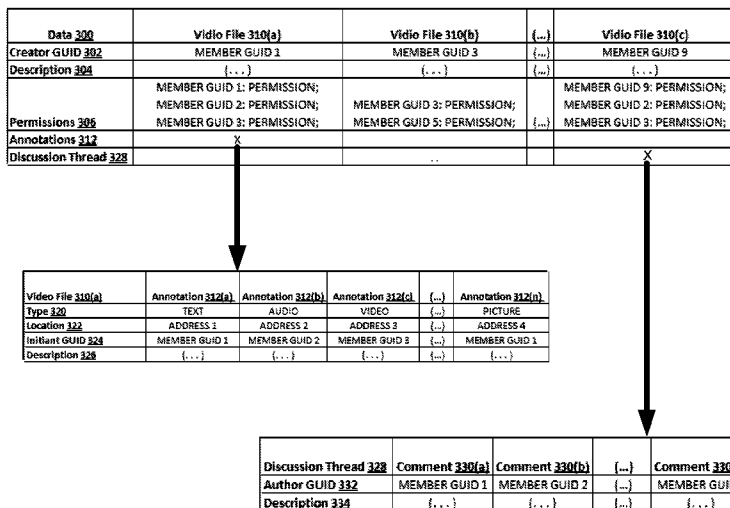 Data 300 Vidio File 310(a) Vidio File 310(b) {...} Vidio File 310(c)
Creator GUID 302 MEMBER GUID 1 MEMBER GUID 3 {...} MEMBER GUID 9
Description 304 {...} {...} {...} {...}
MEMBER GUID 1: PERMISSION; MEMBER GUID 9: PERMISSION;
MEMBER GUID 2: PERMISSION; MEMBER GUID 3: PERMISSION; MEMBER GUID 2: PERMISSION;
Permissions 306 MEMBER GUID 3: PERMISSION; MEMBER GUID 5: PERMISSION; {...} MEMBER GUID 3: PERMISSION;
Annotations 312 X
Discussion Thread 328 .. X
Video File 310(a) Annotation 312(a) Annotation 312(b) Annotation 312(c) {...} Annotation 312(n)
Type 320 TEXT AUDIO VIDEO {...} PICTURE
Location 322 ADDRESS 1 ADDRESS 2 ADDRESS 3 {...} ADDRESS 4
Initiant GUID 324 MEMBER GUID 1 MEMBER GUID 2 MEMBER GUID 3 {...} MEMBER GUID 1
Description 326 {...} {...} {...} {...} {...}
Discussion Thread 328 Comment 330(a) Comment 330(b) {...} Comment 330
Author GUID 332 MEMBER GUID 1 MEMBER GUID 2 {...} MEMBER GUI
Description 334 {...} {...} {...} {...}